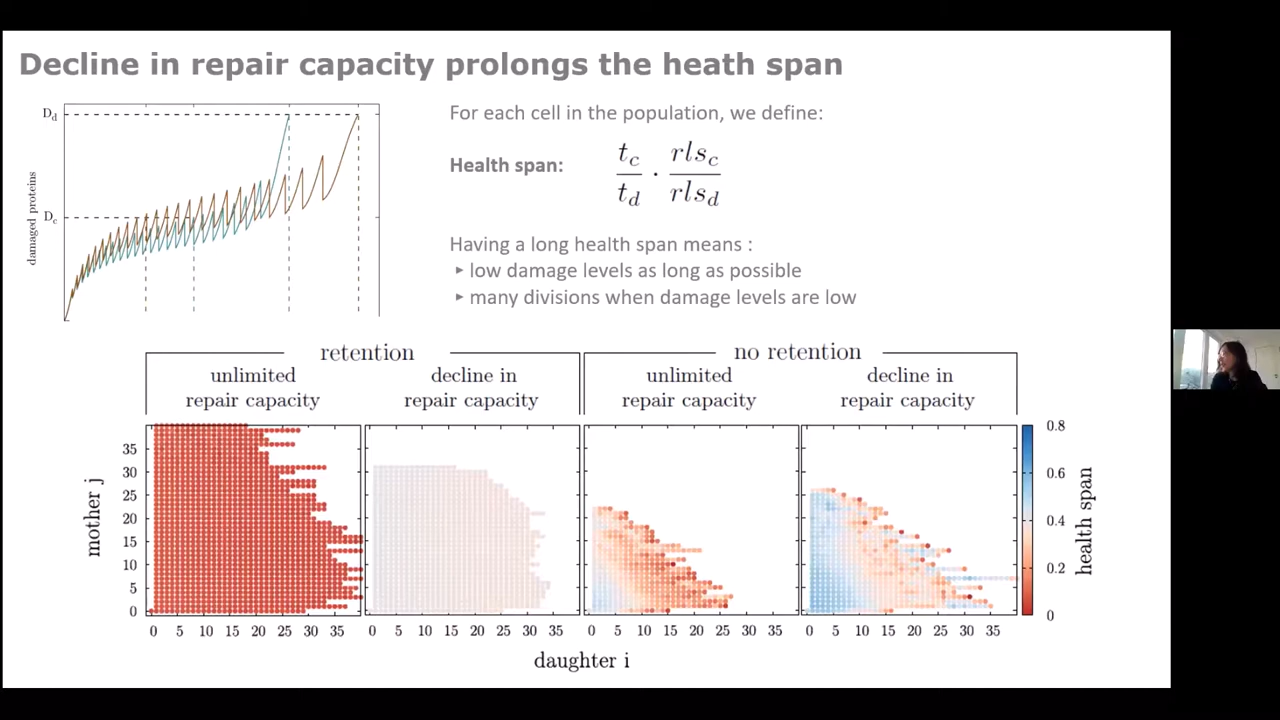 Decline in repair capacity prolongs the heath span
D_d
D_c
damaged proteins
For each cell in the population, we define:
Health span: t_c / t_d · rls_c / rls_d
Having a long health span means :
▸ low damage levels as long as possible
▸ many divisions when damage levels are low
retention
no retention
unlimited
repair capacity
decline in
repair capacity
unlimited
repair capacity
decline in
repair capacity
mother j
35
30
25
20
15
10
5
0
0 5 10 15 20 25 30 35
0 5 10 15 20 25 30 35
0 5 10 15 20 25 30 35
0 5 10 15 20 25 30 35
daughter i
0.8
0.6
0.4
0.2
0
health span